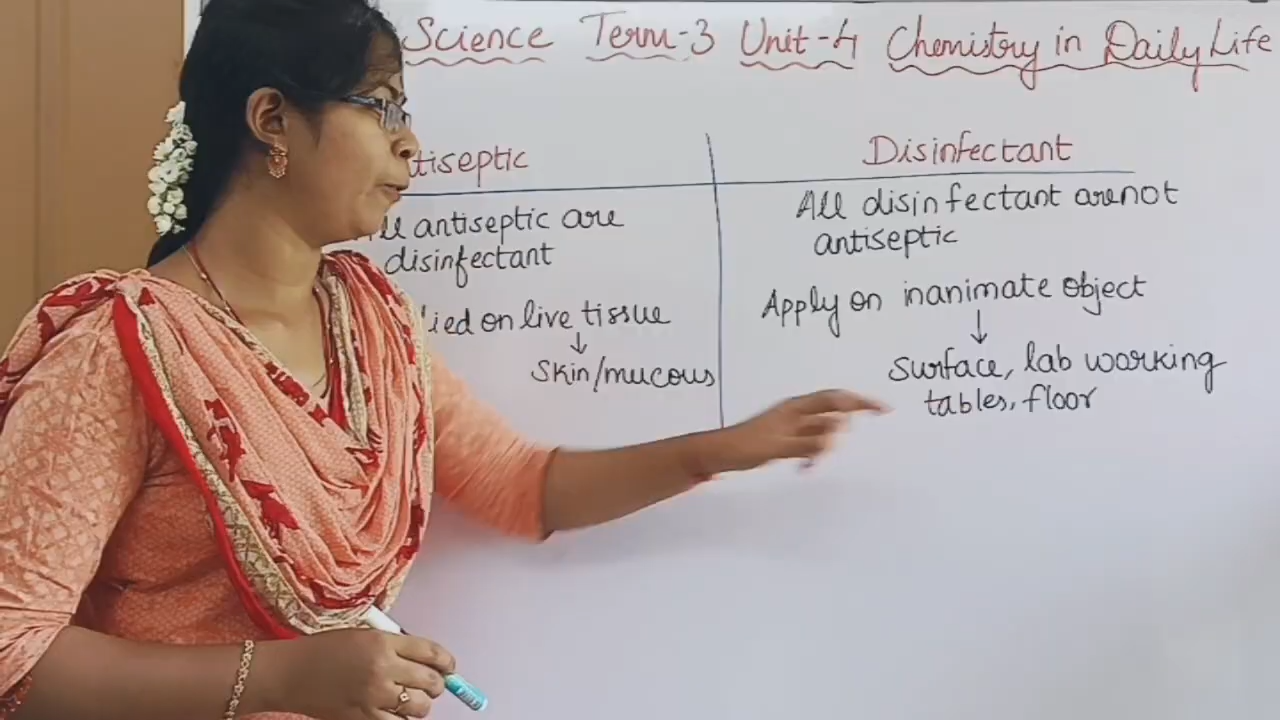 Science Term-3 Unit-4 Chemistry in Daily Life
tiseptic
Disinfectant
antiseptic are
disinfectant
lied on live tissue
↓
Skin/mucous
All disinfectant are not
antiseptic
Apply on inanimate object
↓
Surface, lab working
tables, floor